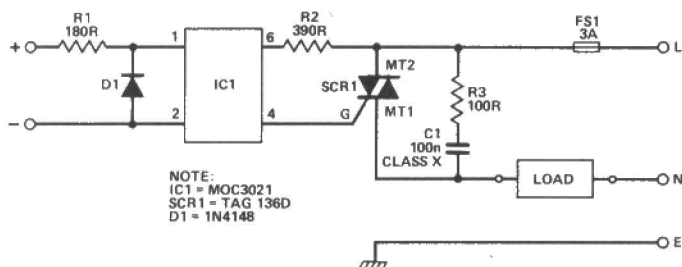 R1
180R
R2
390R
FS1
3A
L
+
1
6
D1
IC1
SCR1
MT2
MT1
R3
100R
–
2
4
G
C1
100n
CLASS X
LOAD
N
NOTE:
IC1 = MOC3021
SCR1 = TAG 136D
D1 = 1N4148
E